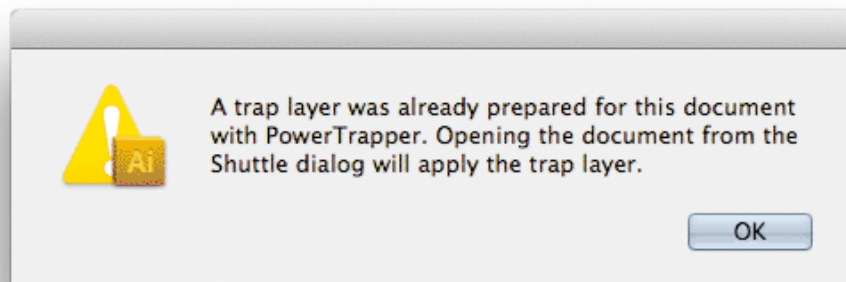 A trap layer was already prepared for this document
with PowerTrapper. Opening the document from the
Shuttle dialog will apply the trap layer.
Ai
OK